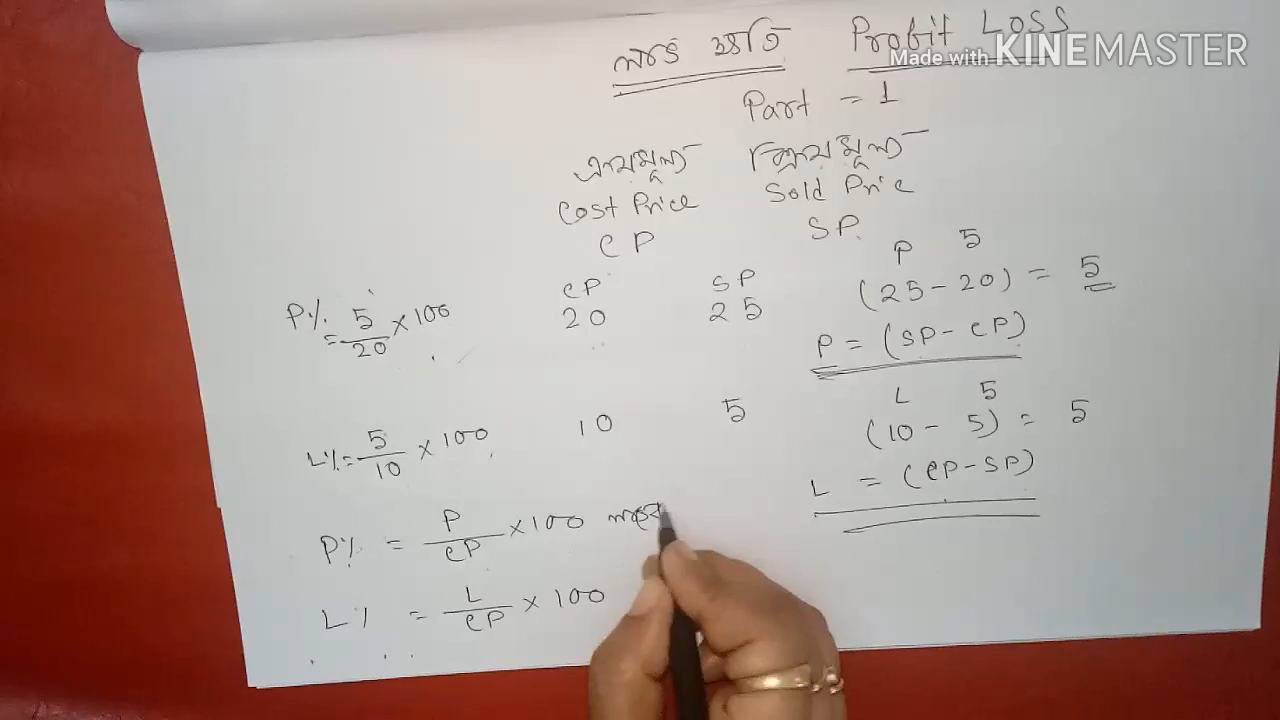 লাভ ক্ষতি Profit LOSS
Made with KINEMASTER
Part = 1
ক্রয়মূল্য বিক্রয়মূল্য
Cost Price Sold Price
CP SP
P 5
CP SP (25-20) = 5
P% = 5/20 × 100 20 25
P = (SP - CP)
L 5
10 5 (10 - 5) = 5
L% = 5/10 × 100
L = (CP - SP)
P% = P/CP × 100
L% = L/CP × 100